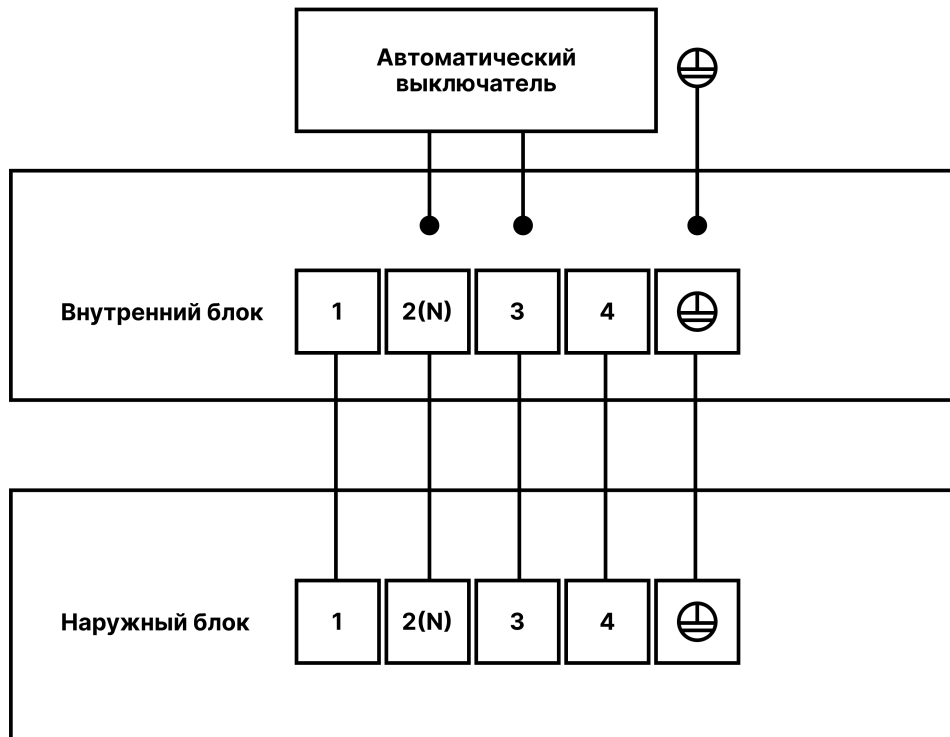 Автоматический
выключатель
Внутренний блок 1 2(N) 3 4
Наружный блок 1 2(N) 3 4